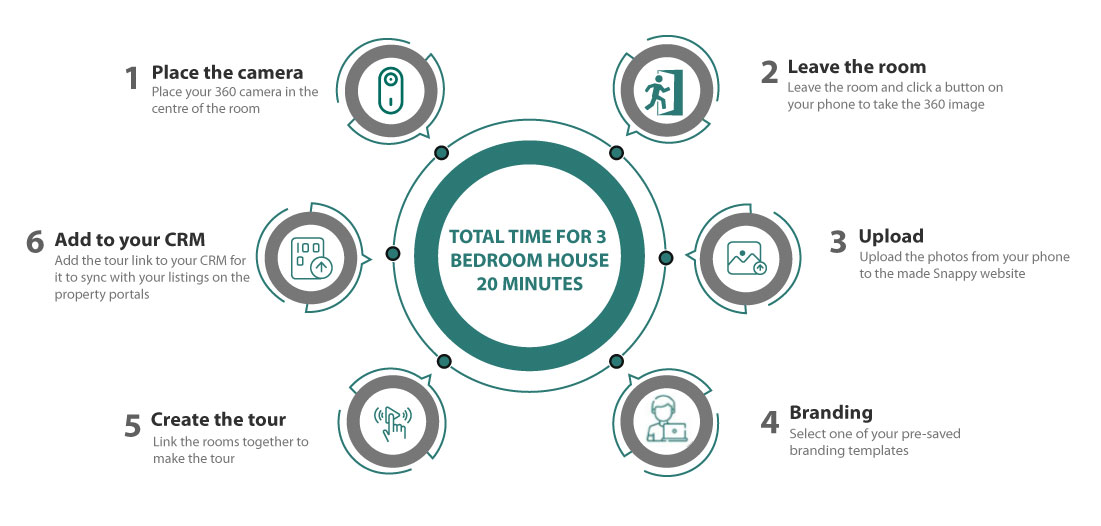 1
Place the camera
Place your 360 camera in the
centre of the room
2
Leave the room
Leave the room and click a button on
your phone to take the 360 image
3
Upload
Upload the photos from your phone
to the made Snappy website
4
Branding
Select one of your pre-saved
branding templates
5
Create the tour
Link the rooms together to
make the tour
6
Add to your CRM
Add the tour link to your CRM for
it to sync with your listings on the
property portals
TOTAL TIME FOR 3
BEDROOM HOUSE
20 MINUTES